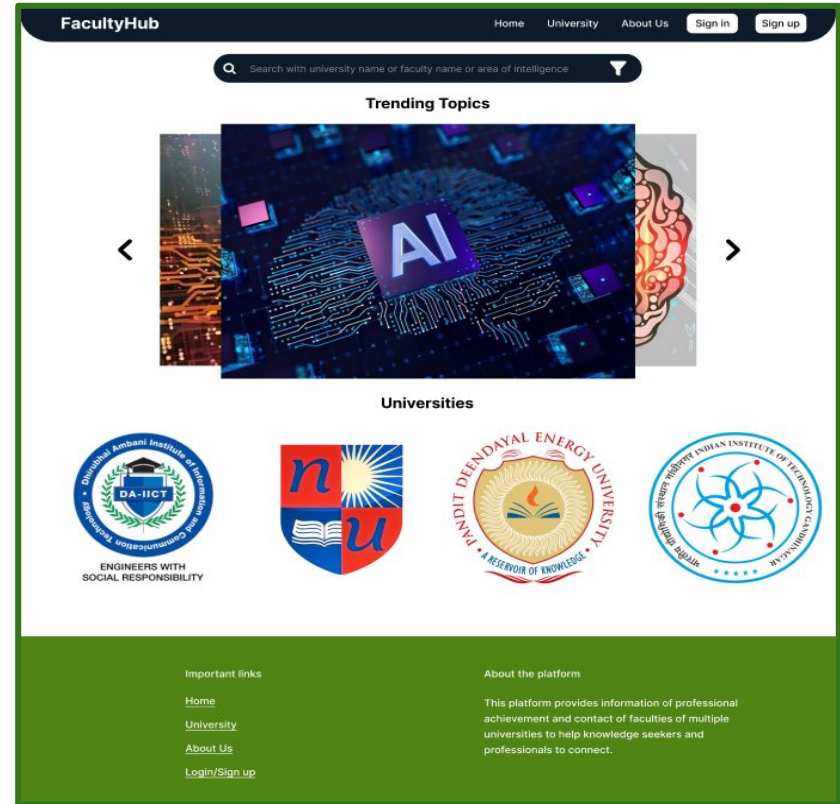 FacultyHub
Home University About Us Sign in Sign up
Search with university name or faculty name or area of intelligence
Trending Topics
AI
Universities
Dhirubhai Ambani Institute of Information and Communication Technology
DA-IICT
ENGINEERS WITH
SOCIAL RESPONSIBILITY
n
u
PANDIT DEENDAYAL ENERGY UNIVERSITY
• A RESERVOIR OF KNOWLEDGE •
भारतीय प्रौद्योगिकी संस्थान गांधीनगर
INDIAN INSTITUTE OF TECHNOLOGY GANDHINAGAR
Important links
Home
University
About Us
Login/Sign up
About the platform
This platform provides information of professional
achievement and contact of faculties of multiple
universities to help knowledge seekers and
professionals to connect.